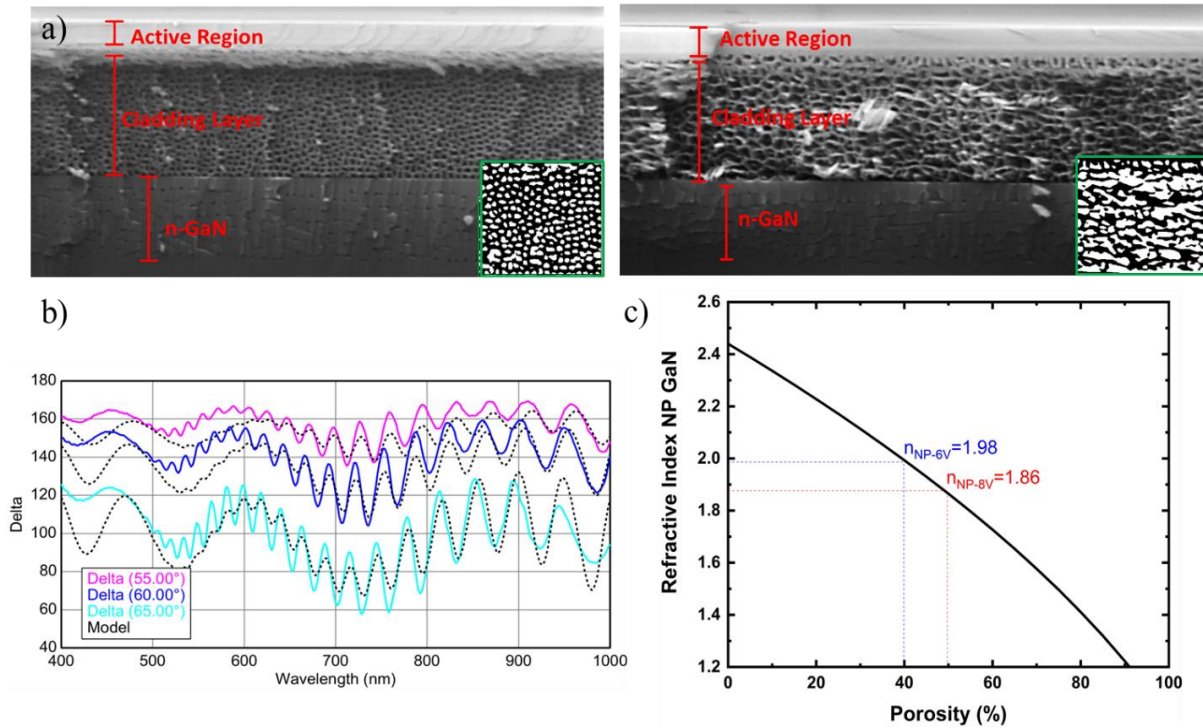 a)
Active Region
Cladding Layer
n-GaN
Active Region
Cladding Layer
n-GaN
b)
Delta
180
160
140
120
100
80
60
40
Delta (55.00°)
Delta (60.00°)
Delta (65.00°)
Model
400 500 600 700 800 900 1000
Wavelength (nm)
c)
Refractive Index NP GaN
2.6
2.4
2.2
2.0
1.8
1.6
1.4
1.2
nNP-6V=1.98
nNP-8V=1.86
0 20 40 60 80 100
Porosity (%)